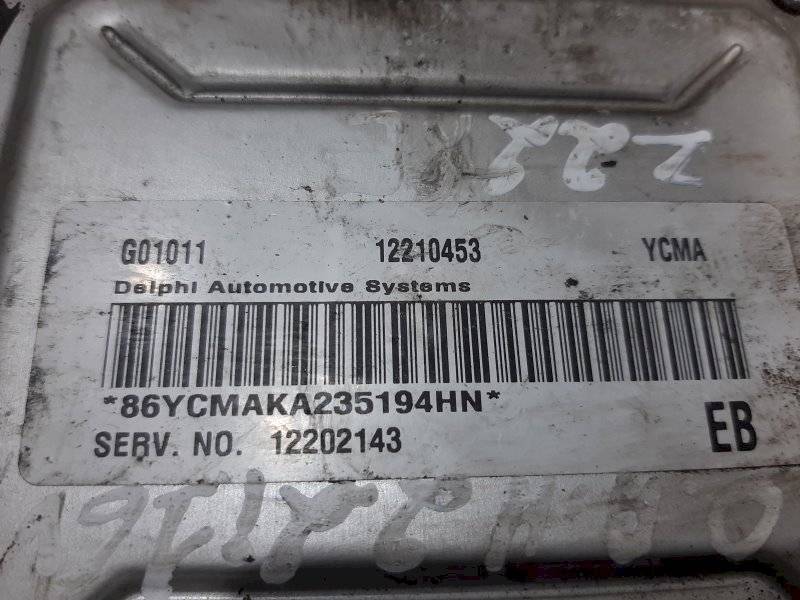 G01011 12210453 YCMA
Delphi Automotive Systems
*86YCMAKA235194HN*
SERV. NO. 12202143 EB